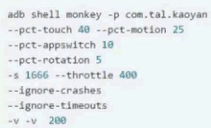 adb shell monkey -p com.tal.kaoyan
--pct-touch 40 --pct-motion 25
--pct-appswitch 10
--pct-rotation 5
-s 1666 --throttle 400
--ignore-crashes
--ignore-timeouts
-v -v 200